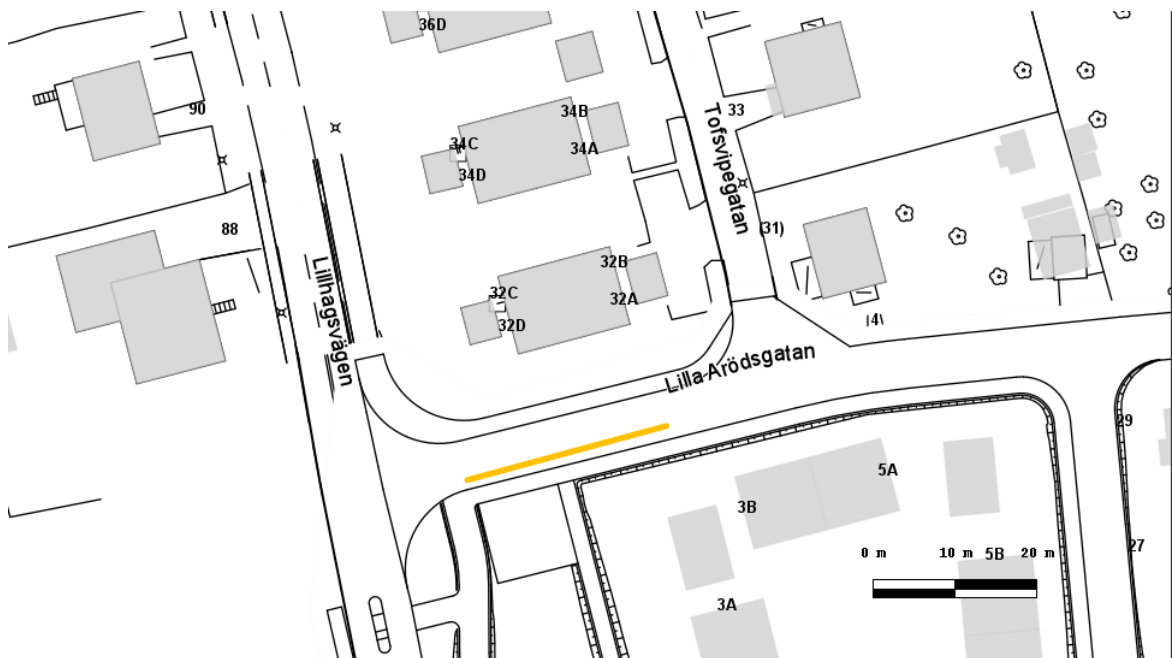 36D
90
34B
33
34C
34A
34D
Tofsvipegatan
88
(31)
32B
Lillhagsvägen
32C
32A
32D
4
Lilla Arödsgatan
29
5A
3B
0 m 10 m 20 m
5B
27
3A